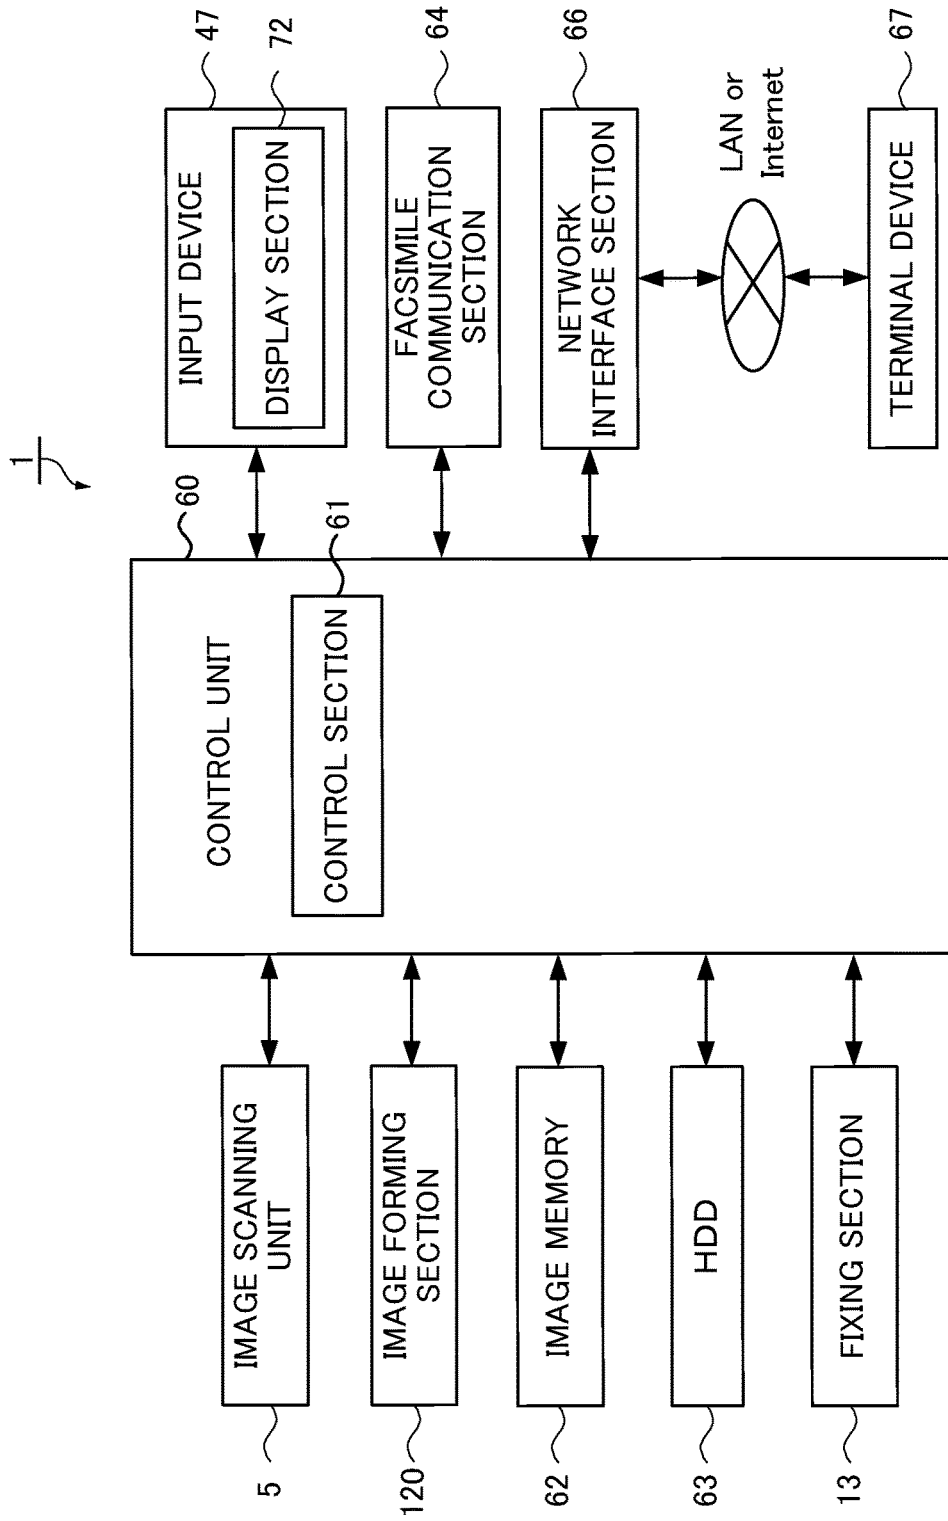 1
5
IMAGE SCANNING
UNIT
120
IMAGE FORMING
SECTION
62
IMAGE MEMORY
63
HDD
13
FIXING SECTION
60
CONTROL UNIT
61
CONTROL SECTION
47
INPUT DEVICE
72
DISPLAY SECTION
64
FACSIMILE
COMMUNICATION
SECTION
66
NETWORK
INTERFACE SECTION
LAN or
Internet
67
TERMINAL DEVICE